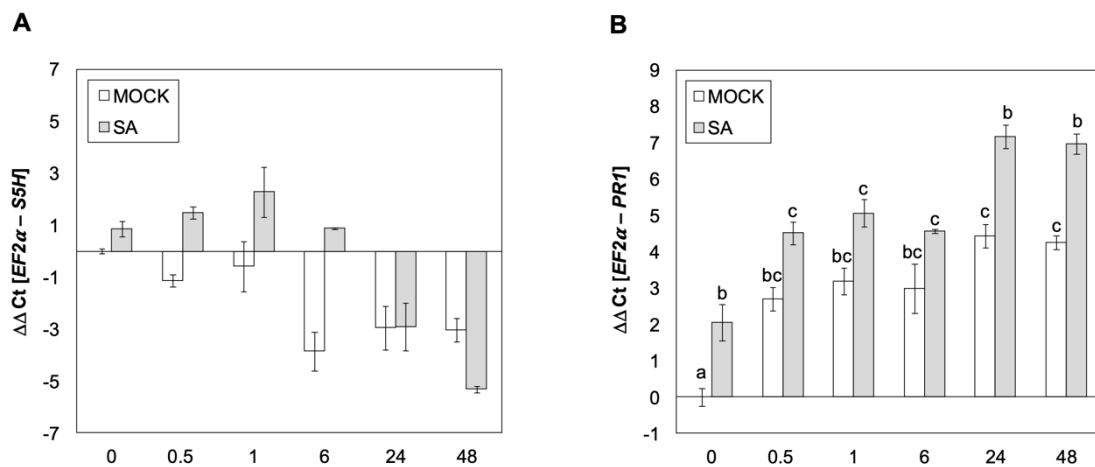 A
ΔΔCt [EF2α – S5H]
7
5
3
1
-1
-3
-5
-7
MOCK
SA
0 0.5 1 6 24 48
B
ΔΔCt [EF2α – PR1]
9
8
7
6
5
4
3
2
1
0
-1
MOCK
SA
a b bc c bc c bc c c b c b
0 0.5 1 6 24 48